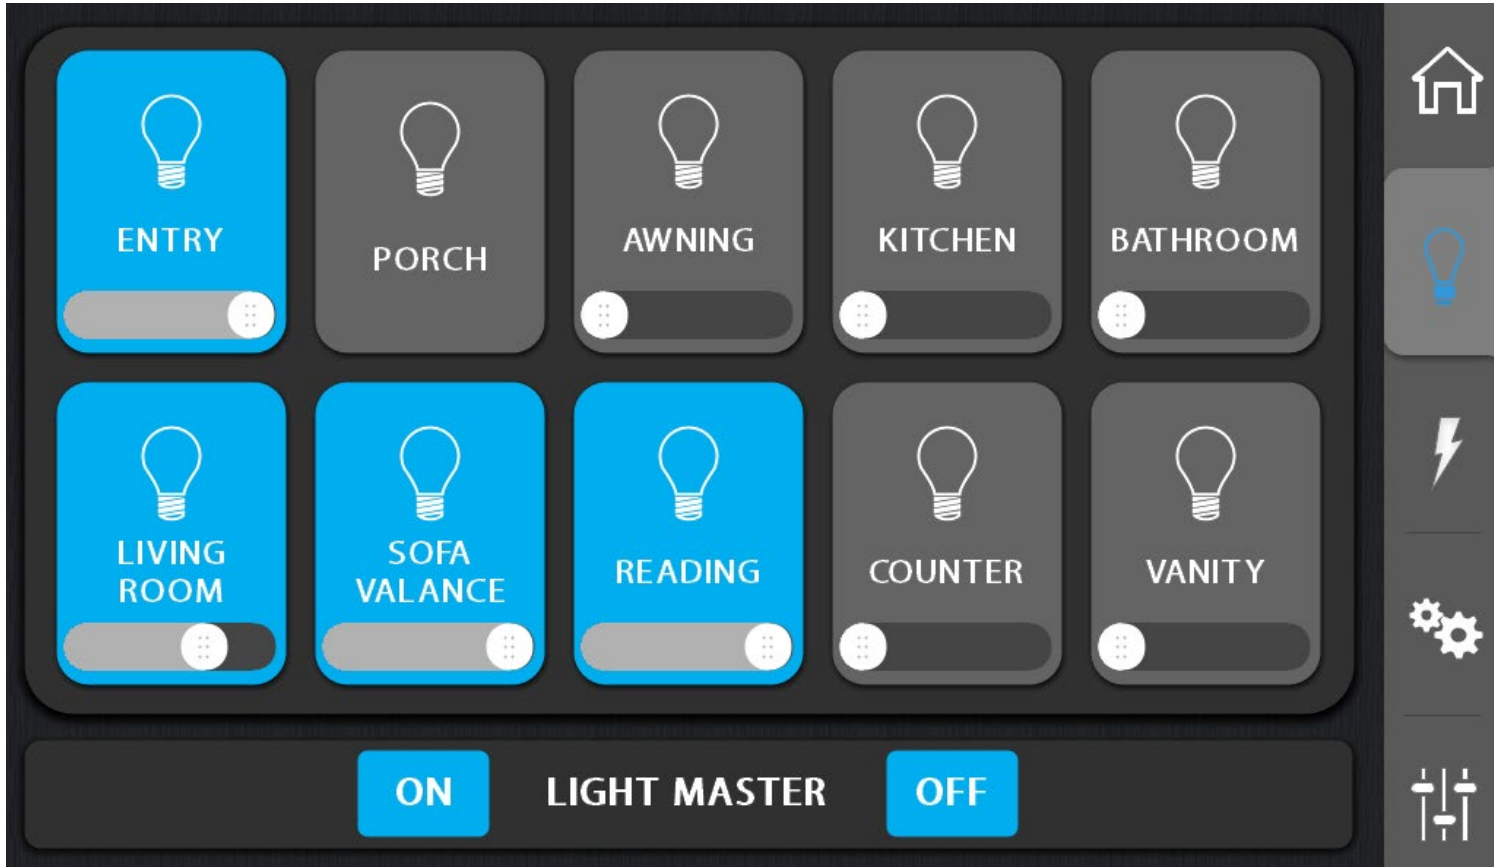 ENTRY
PORCH
AWNING
KITCHEN
BATHROOM
LIVING
ROOM
SOFA
VALANCE
READING
COUNTER
VANITY
ON
LIGHT MASTER
OFF